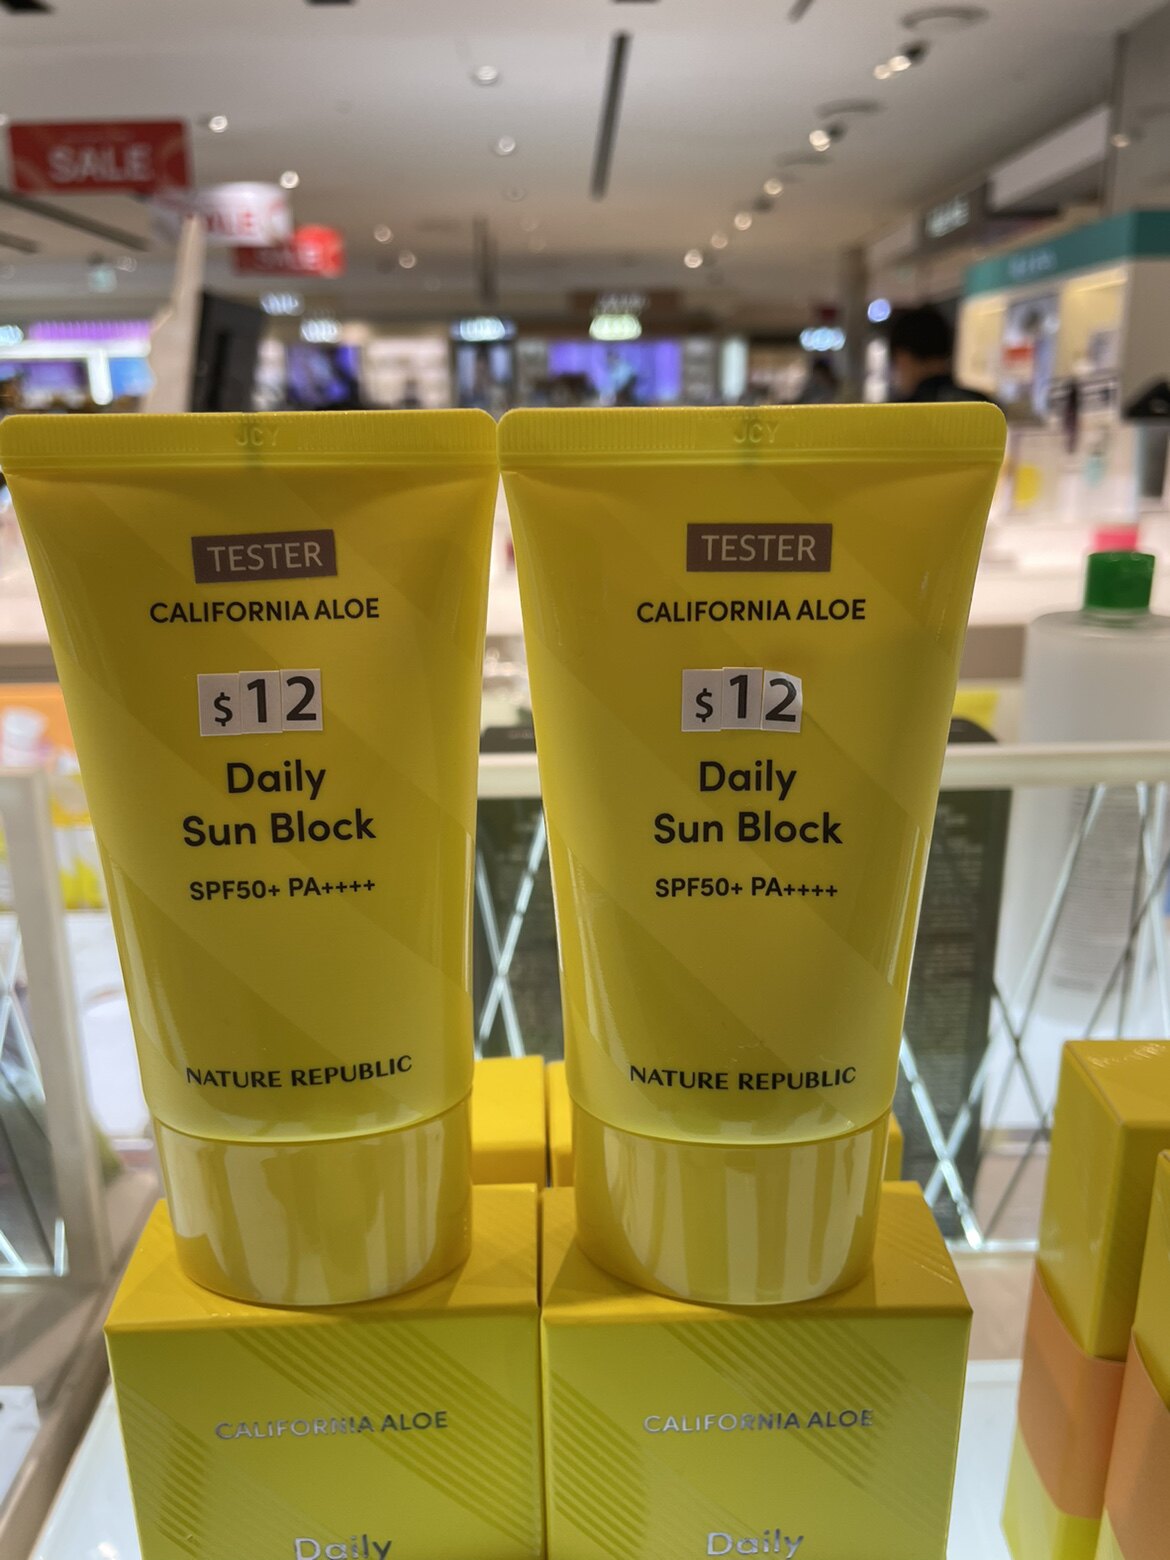 SALE
JCY
TESTER
CALIFORNIA ALOE
$12
Daily
Sun Block
SPF50+ PA++++
NATURE REPUBLIC
JCY
TESTER
CALIFORNIA ALOE
$12
Daily
Sun Block
SPF50+ PA++++
NATURE REPUBLIC
CALIFORNIA ALOE
Daily
CALIFORNIA ALOE
Daily